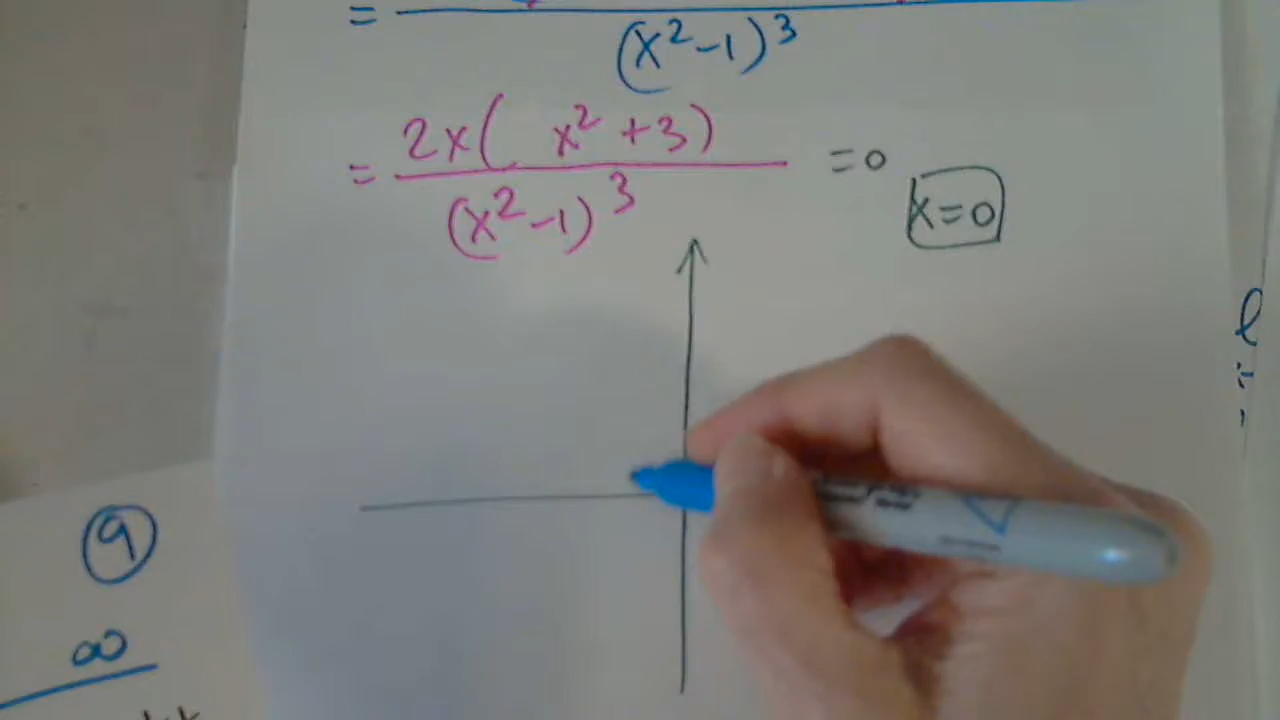 =
(x²-1)³
= 2x( x²+3) / (x²-1)³ =0
x=0
9
∞